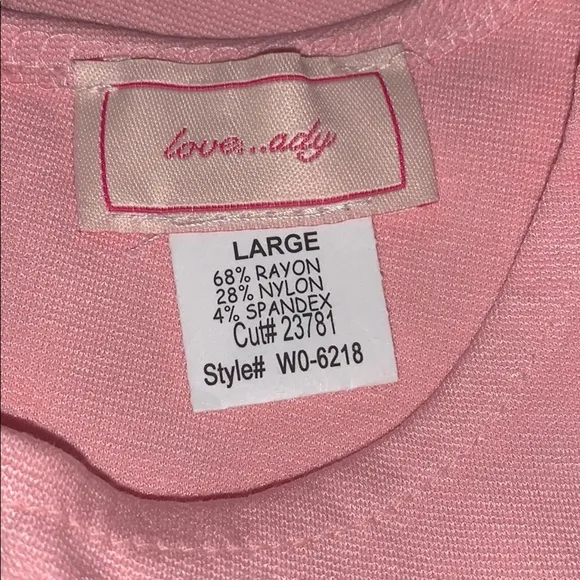 love...ady
LARGE
68% RAYON
28% NYLON
4% SPANDEX
Cut# 23781
Style# W0-6218